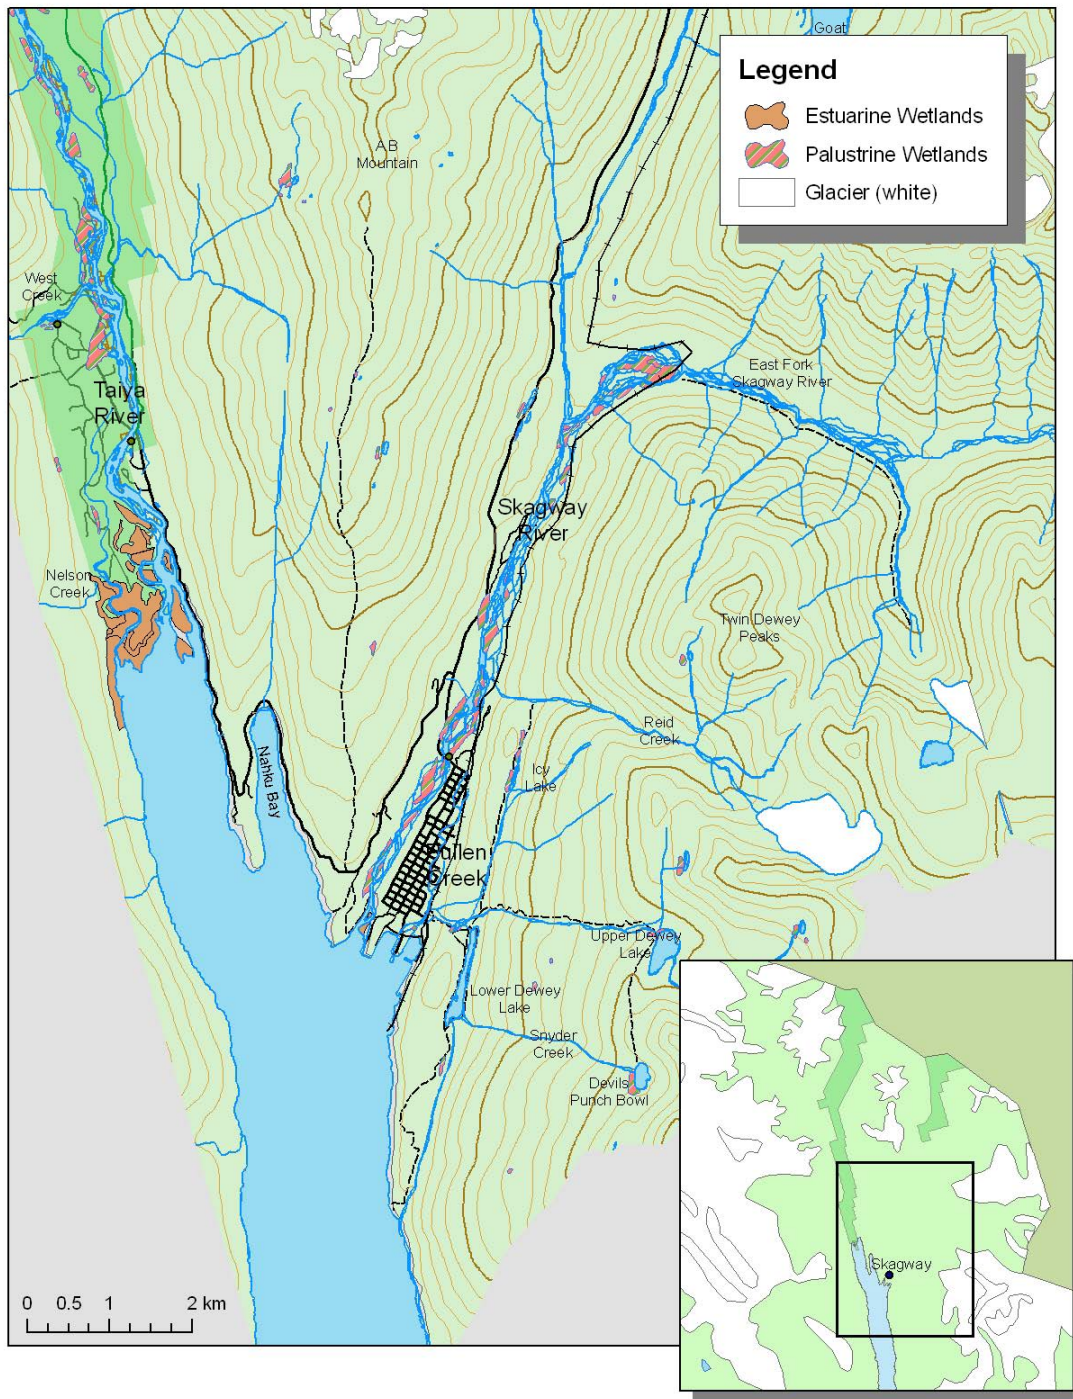 Goat
Legend
Estuarine Wetlands
Palustrine Wetlands
Glacier (white)
A B
Mountain
West
Creek
East Fork
Skagway River
Taiya
River
Skagway
River
Nelson
Creek
Twin Dewey
Peaks
Reid
Creek
Nahku Bay
Icy
Lake
Pullen
Creek
Upper Dewey
Lake
Lower Dewey
Lake
Snyder
Creek
Devils
Punch Bowl
Skagway
0 0.5 1 2 km